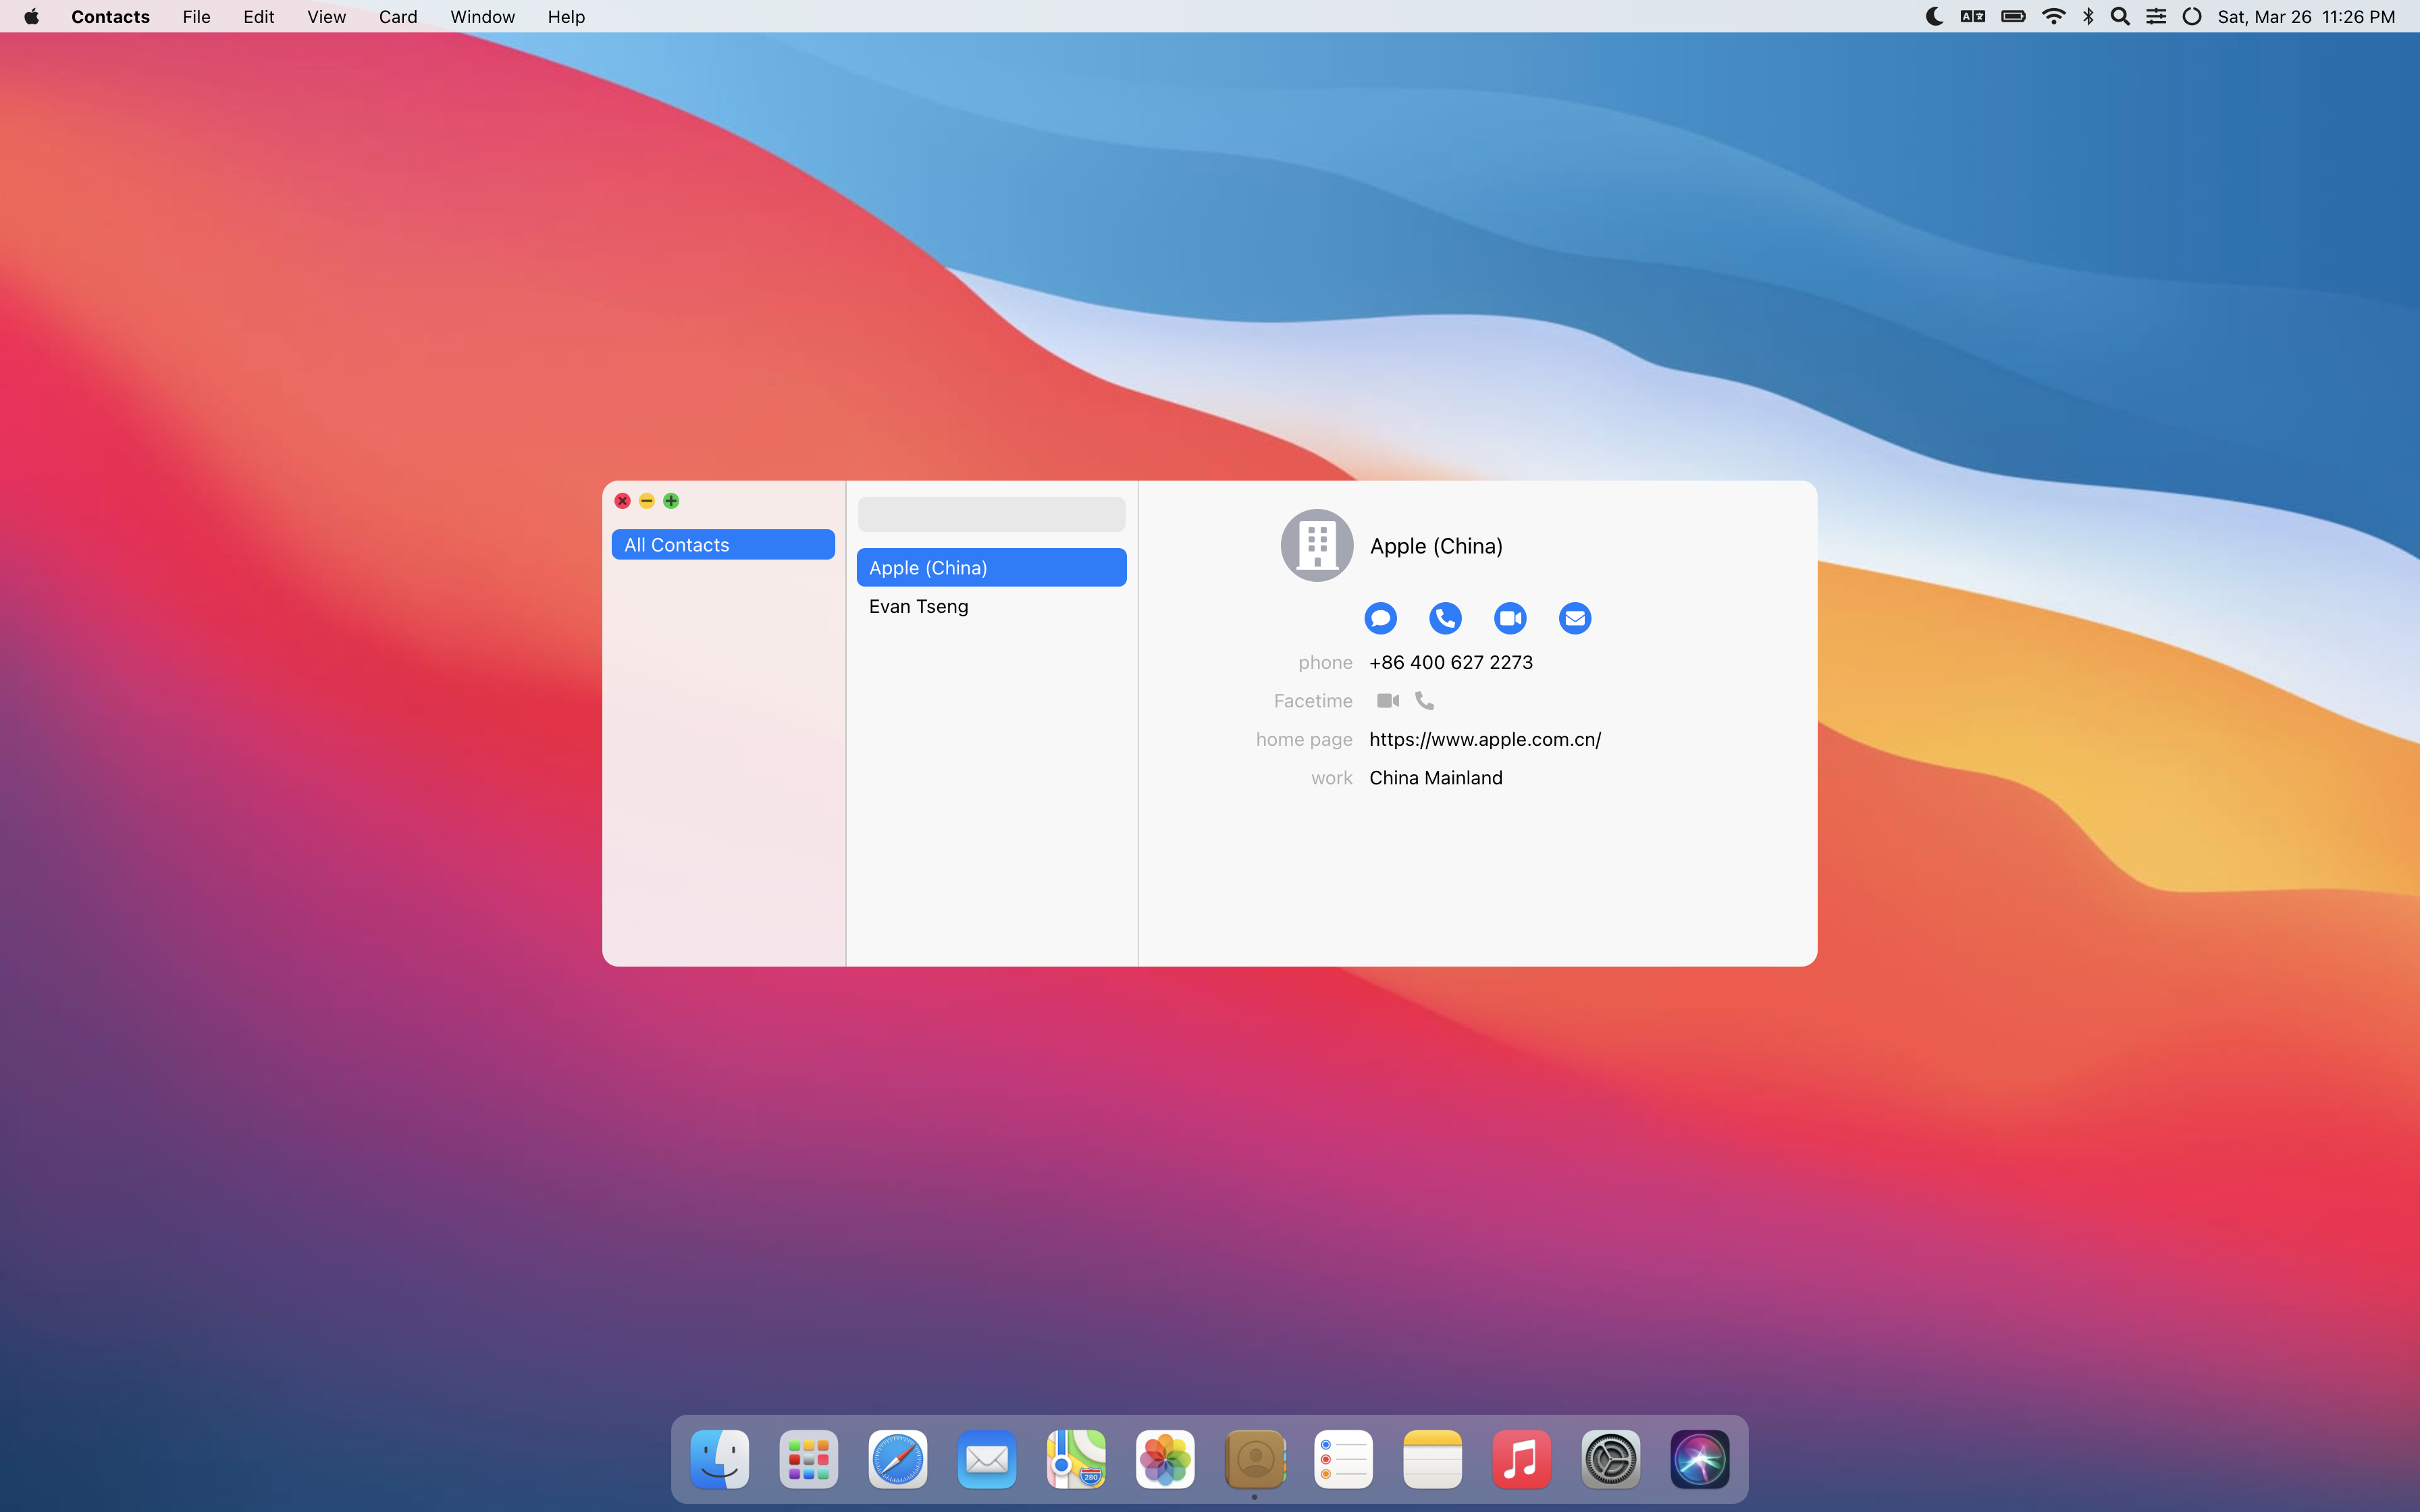 Contacts File Edit View Card Window Help Sat, Mar 26 11:26 PM
All Contacts
Apple (China)
Evan Tseng
Apple (China)
phone +86 400 627 2273
Facetime
home page https://www.apple.com.cn/
work China Mainland
280